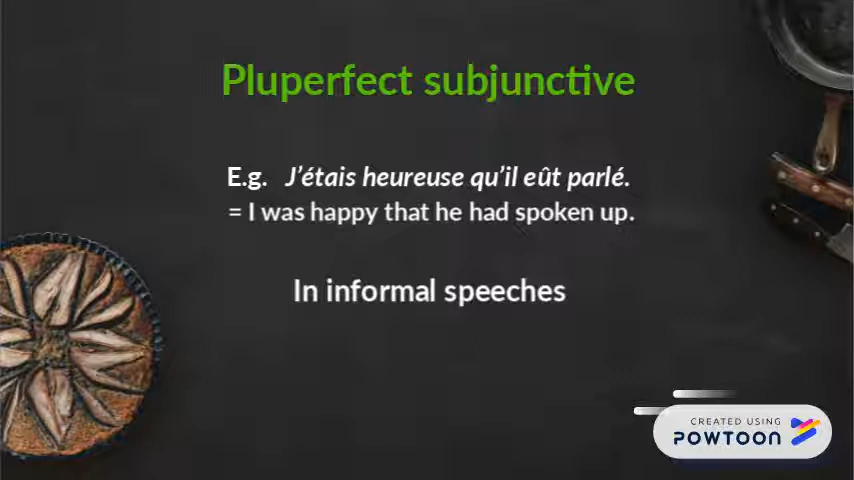 Pluperfect subjunctive
E.g. J’étais heureuse qu’il eût parlé.
= I was happy that he had spoken up.
In informal speeches
CREATED USING
POWTOON